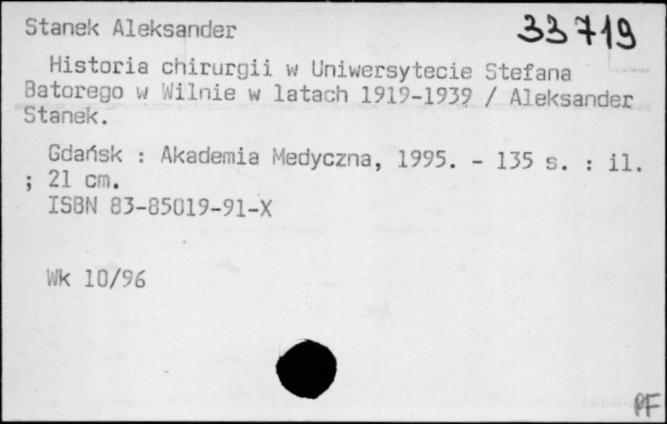 Stanek Aleksander
33719
Historia chirurgii w Uniwersytecie Stefana
Batorego w Wilnie w latach 1919-1939 / Aleksander
Stanek.
Gdańsk : Akademia Medyczna, 1995. - 135 s. : il.
; 21 cm.
ISBN 83-85019-91-X
Wk 10/96
PF